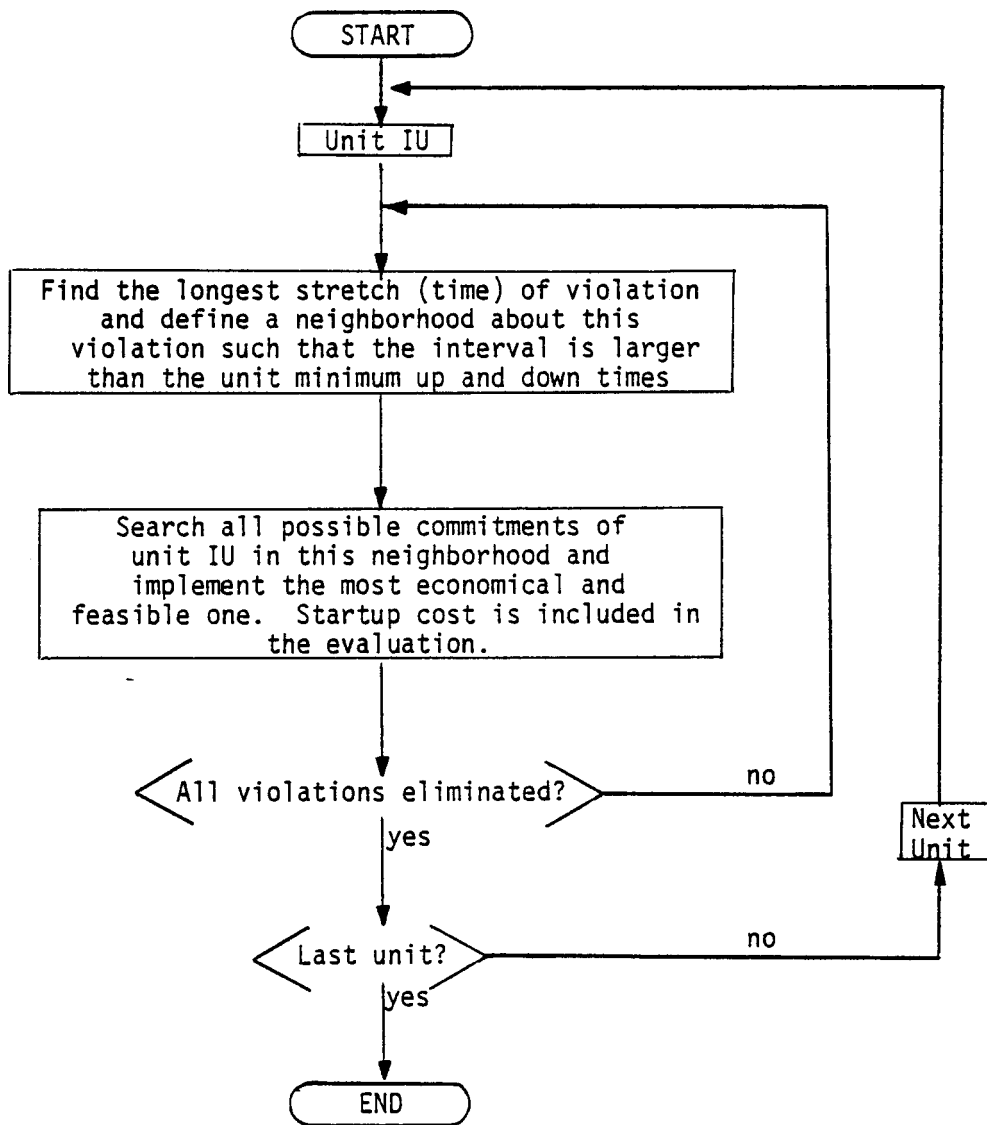 START
Unit IU
Find the longest stretch (time) of violation
and define a neighborhood about this
violation such that the interval is larger
than the unit minimum up and down times
Search all possible commitments of
unit IU in this neighborhood and
implement the most economical and
feasible one. Startup cost is included in
the evaluation.
All violations eliminated?
no
yes
Next
Unit
Last unit?
no
yes
END